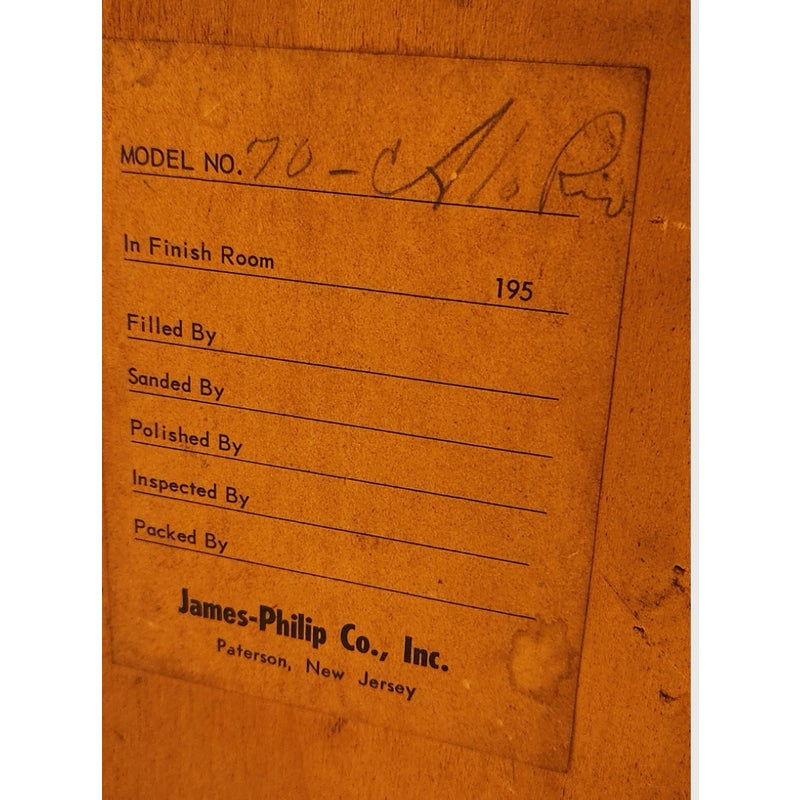 MODEL NO. 70-C A/o Riv
In Finish Room 195
Filled By
Sanded By
Polished By
Inspected By
Packed By
James-Philip Co., Inc.
Paterson, New Jersey